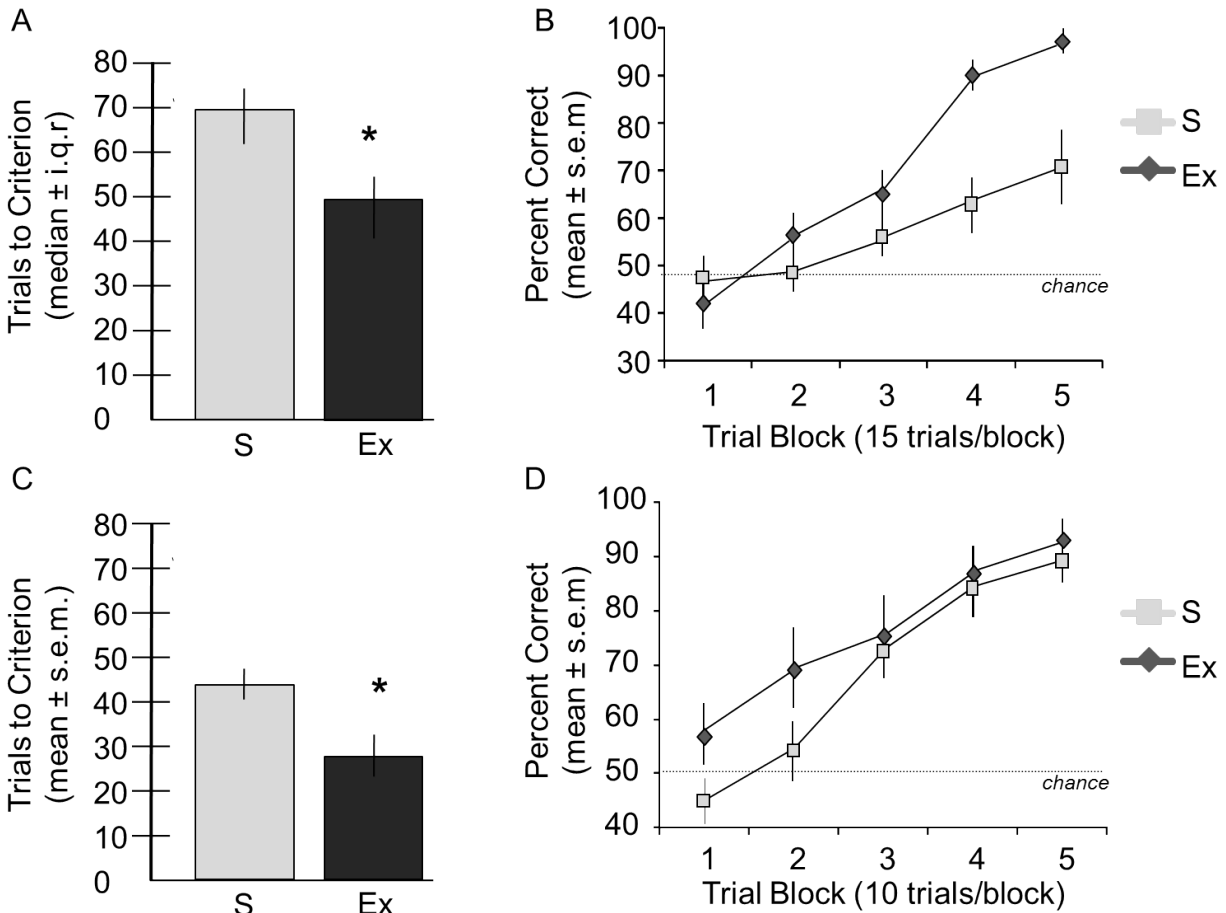 A
Trials to Criterion
(median ± i.q.r)
80
70
60
50
40
30
20
10
0
*
S
Ex
B
Percent Correct
(mean ± s.e.m)
100
90
80
70
60
50
40
30
chance
1
2
3
4
5
Trial Block (15 trials/block)
S
Ex
C
Trials to Criterion
(mean ± s.e.m.)
80
70
60
50
40
30
20
10
0
*
S
Ex
D
Percent Correct
(mean ± s.e.m)
100
90
80
70
60
50
40
chance
1
2
3
4
5
Trial Block (10 trials/block)
S
Ex